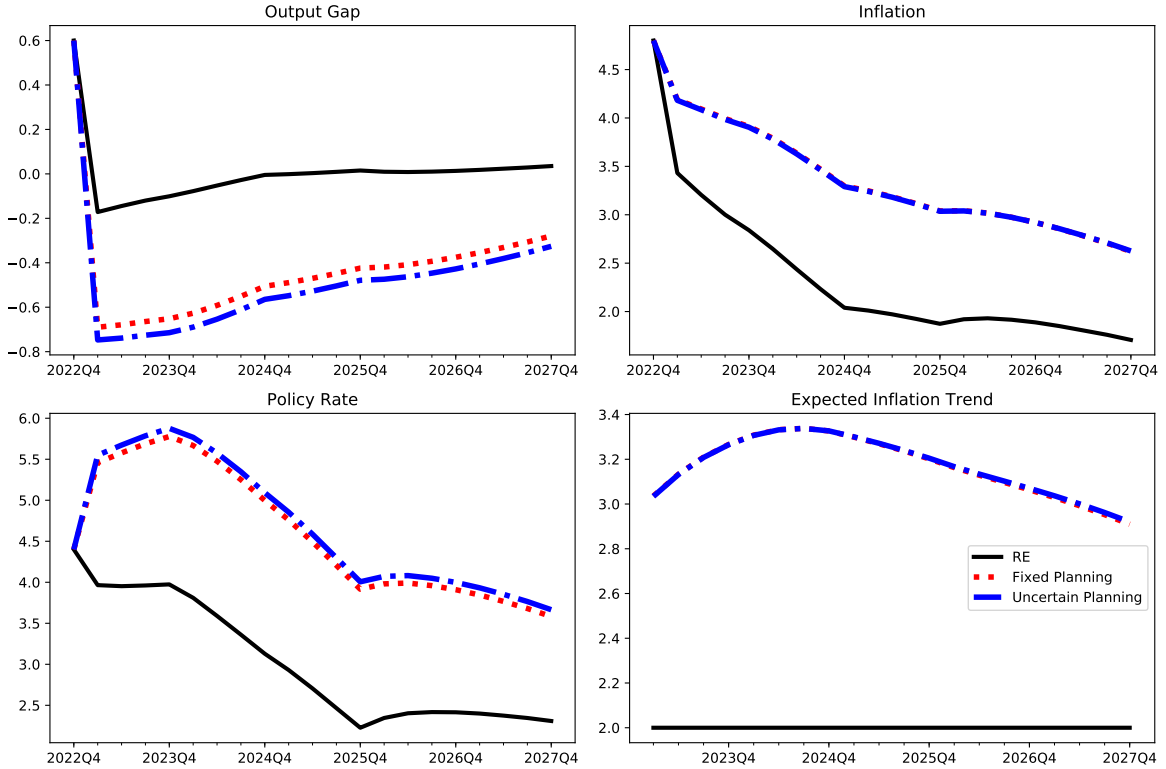 Output Gap
0.6
0.4
0.2
0.0
−0.2
−0.4
−0.6
−0.8
2022Q4 2023Q4 2024Q4 2025Q4 2026Q4 2027Q4
Inflation
4.5
4.0
3.5
3.0
2.5
2.0
2022Q4 2023Q4 2024Q4 2025Q4 2026Q4 2027Q4
Policy Rate
6.0
5.5
5.0
4.5
4.0
3.5
3.0
2.5
2022Q4 2023Q4 2024Q4 2025Q4 2026Q4 2027Q4
Expected Inflation Trend
3.4
3.2
3.0
2.8
2.6
2.4
2.2
2.0
RE
Fixed Planning
Uncertain Planning
2023Q4 2024Q4 2025Q4 2026Q4 2027Q4